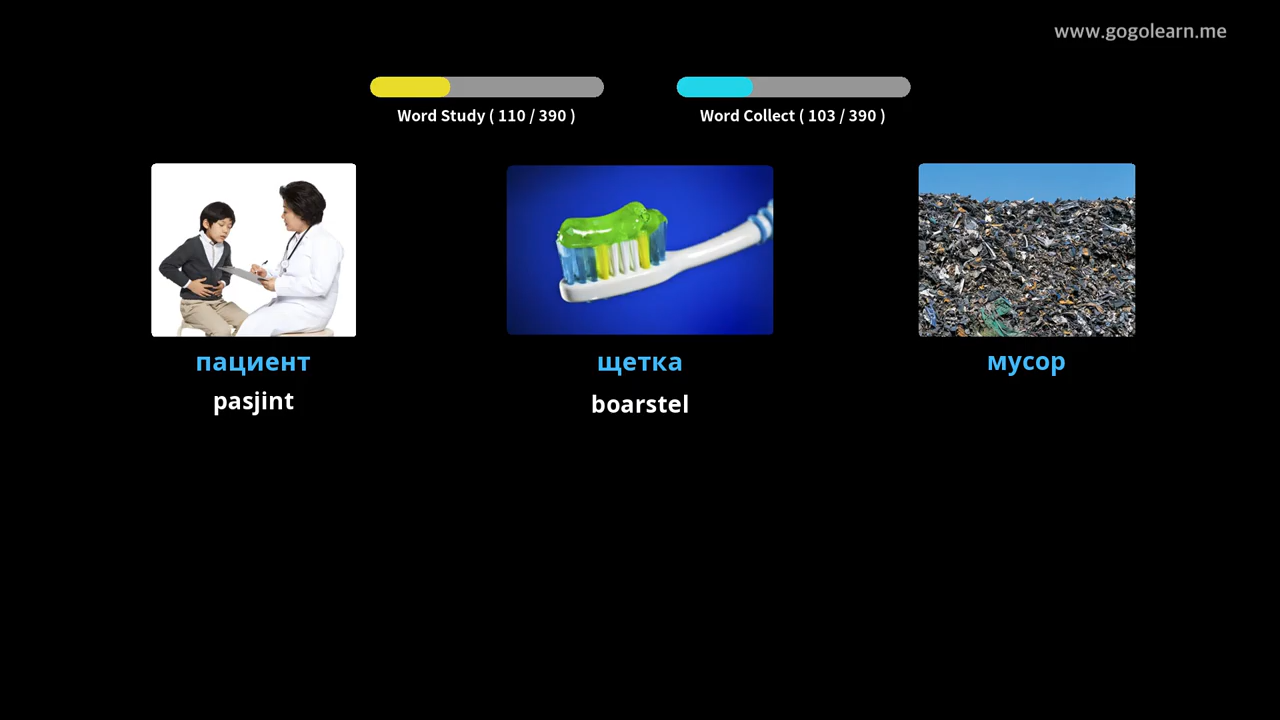 www.gogolearn.me
Word Study ( 110 / 390 )
Word Collect ( 103 / 390 )
пациент
щетка
мусор
pasjint
boarstel